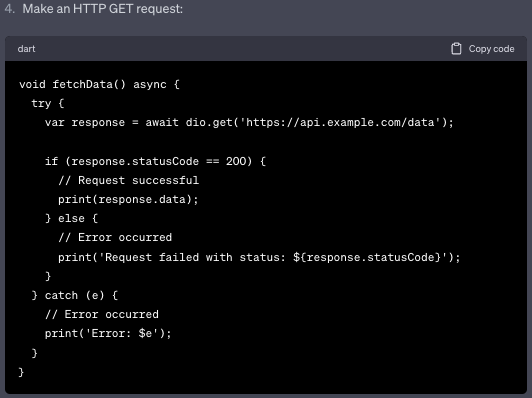 4. Make an HTTP GET request:
dart
Copy code
void fetchData() async {
  try {
    var response = await dio.get('https://api.example.com/data');

    if (response.statusCode == 200) {
      // Request successful
      print(response.data);
    } else {
      // Error occurred
      print('Request failed with status: ${response.statusCode}');
    }
  } catch (e) {
    // Error occurred
    print('Error: $e');
  }
}